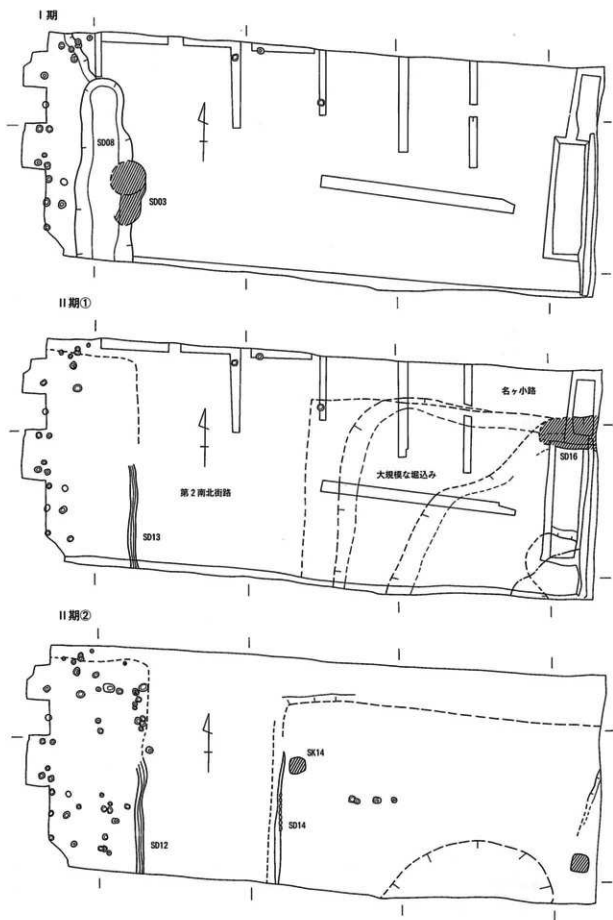 I期
SD08
SD03
II期①
名ヶ小路
SD16
大規模な堀込み
第2南北街路
SD13
II期②
SK14
SD14
SD12